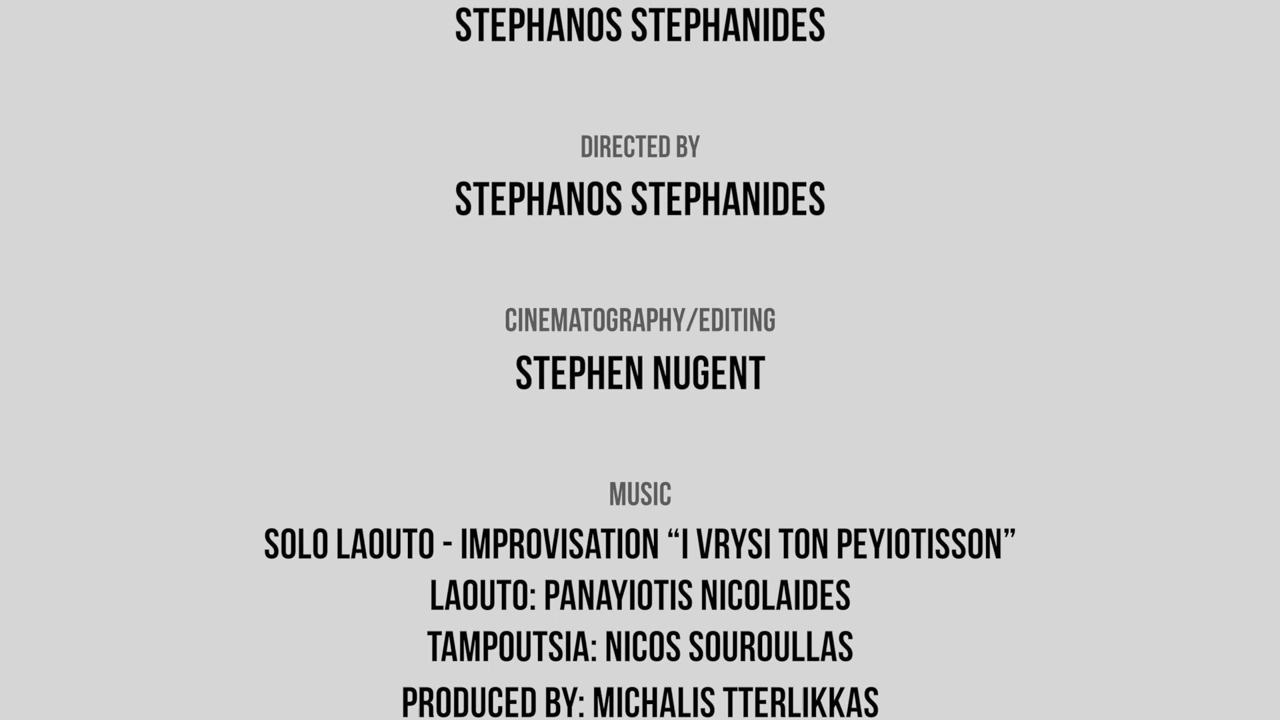 STEPHANOS STEPHANIDES
DIRECTED BY
STEPHANOS STEPHANIDES
CINEMATOGRAPHY/EDITING
STEPHEN NUGENT
MUSIC
SOLO LAOUTO - IMPROVISATION “I VRYSI TON PEYIOTISSON”
LAOUTO: PANAYIOTIS NICOLAIDES
TAMPOUTSIA: NICOS SOUROULLAS
PRODUCED BY: MICHALIS TTERLIKKAS